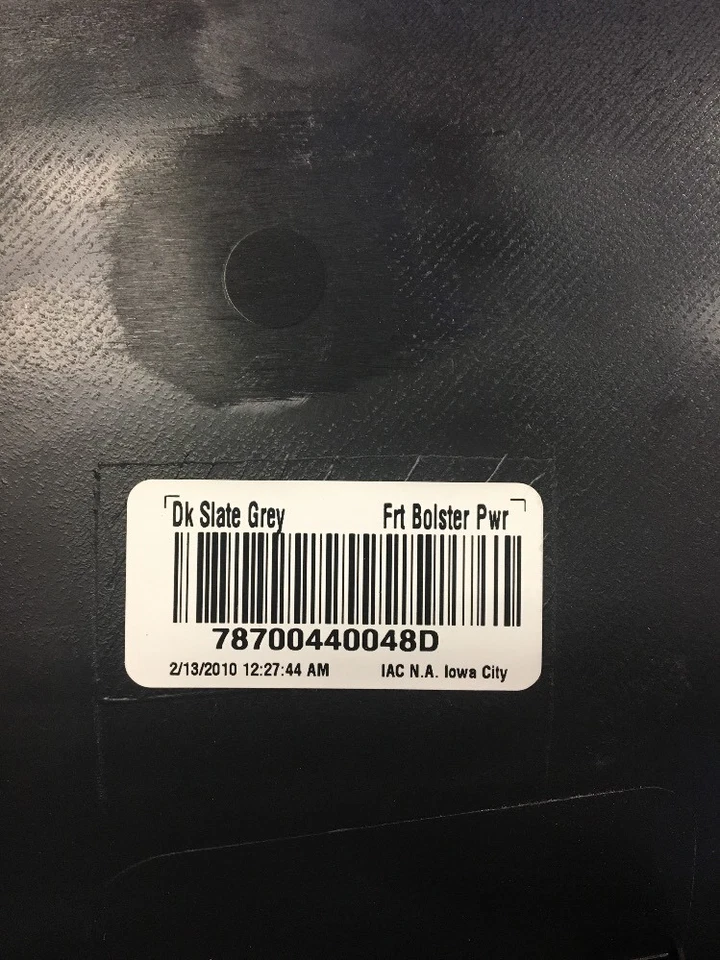 Dk Slate Grey Frt Bolster Pwr
78700440048D
2/13/2010 12:27:44 AM IAC N.A. Iowa City